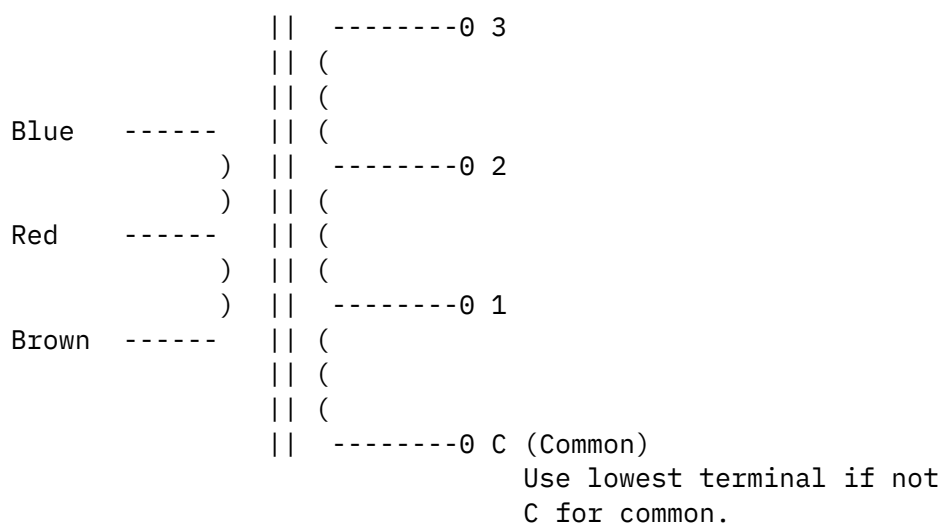 || --------0 3
|| (
|| (
Blue ------ || (
) || --------0 2
) || (
Red ------ || (
) || (
) || --------0 1
Brown ------ || (
|| (
|| (
|| --------0 C (Common)
Use lowest terminal if not
C for common.